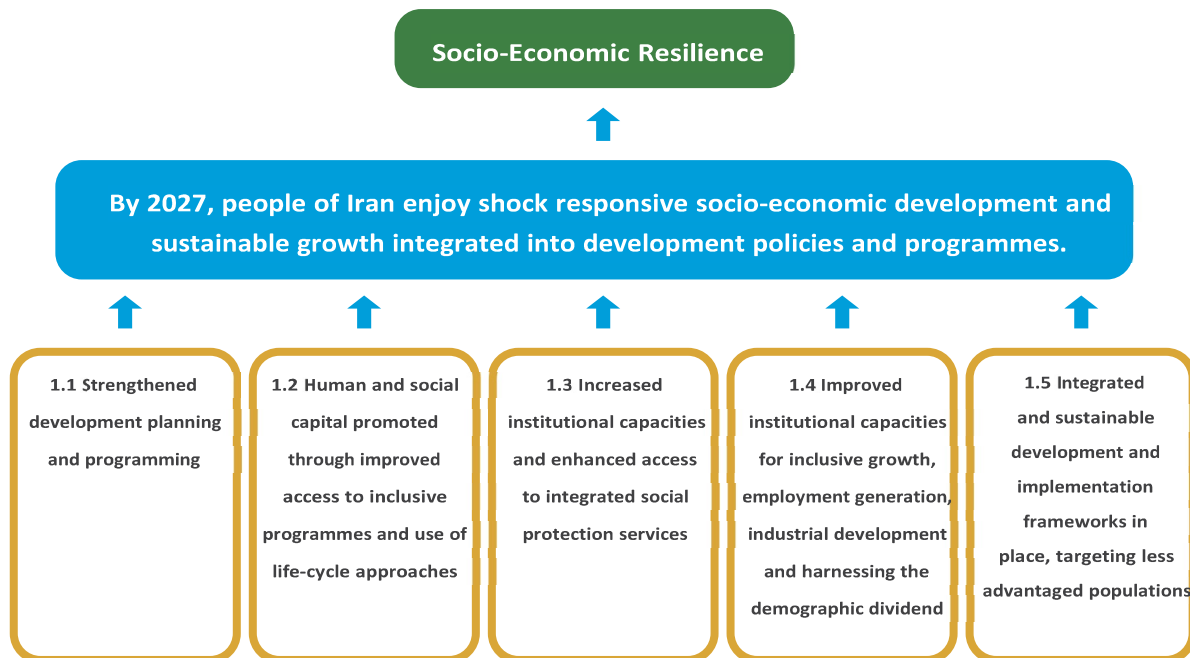 Socio-Economic Resilience
By 2027, people of Iran enjoy shock responsive socio-economic development and
sustainable growth integrated into development policies and programmes.
1.1 Strengthened
development planning
and programming
1.2 Human and social
capital promoted
through improved
access to inclusive
programmes and use of
life-cycle approaches
1.3 Increased
institutional capacities
and enhanced access
to integrated social
protection services
1.4 Improved
institutional capacities
for inclusive growth,
employment generation,
industrial development
and harnessing the
demographic dividend
1.5 Integrated
and sustainable
development and
implementation
frameworks in
place, targeting less
advantaged populations